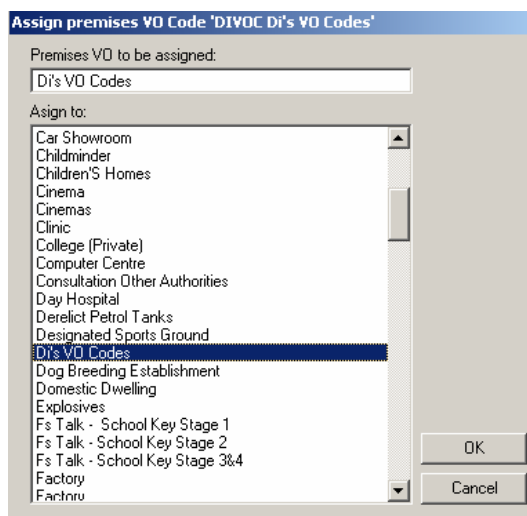 Assign premises VO Code 'DIVOC Di's VO Codes'
Premises VO to be assigned:
Di's VO Codes
Asign to:
Car Showroom
Childminder
Children'S Homes
Cinema
Cinemas
Clinic
College (Private)
Computer Centre
Consultation Other Authorities
Day Hospital
Derelict Petrol Tanks
Designated Sports Ground
Di's VO Codes
Dog Breeding Establishment
Domestic Dwelling
Explosives
Fs Talk - School Key Stage 1
Fs Talk - School Key Stage 2
Fs Talk - School Key Stage 3&4
Factory
Factory
OK
Cancel